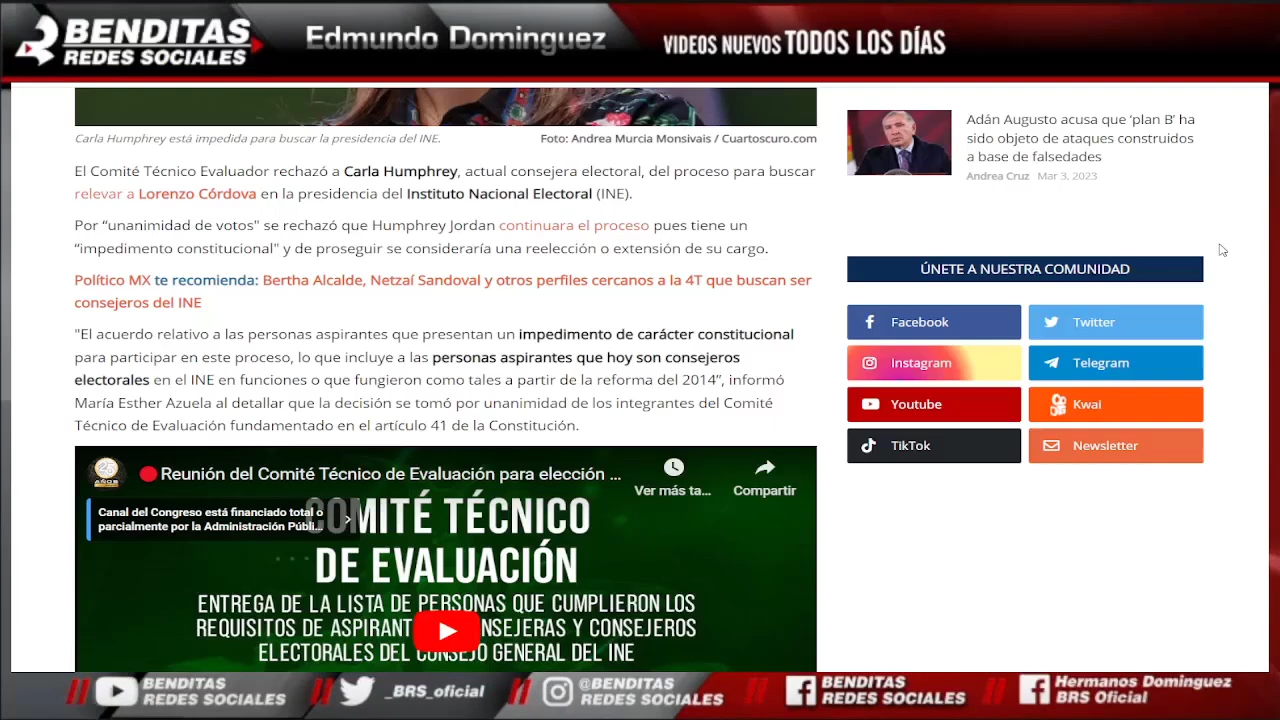 BENDITAS
REDES SOCIALES
Edmundo Dominguez
VIDEOS NUEVOS TODOS LOS DÍAS
Carla Humphrey está impedida para buscar la presidencia del INE.
Foto: Andrea Murcia Monsivais / Cuartoscuro.com
El Comité Técnico Evaluador rechazó a Carla Humphrey, actual consejera electoral, del proceso para buscar
relevar a Lorenzo Córdova en la presidencia del Instituto Nacional Electoral (INE).
Por “unanimidad de votos" se rechazó que Humphrey Jordan continuara el proceso pues tiene un
“impedimento constitucional" y de proseguir se consideraría una reelección o extensión de su cargo.
Político MX te recomienda: Bertha Alcalde, Netzaí Sandoval y otros perfiles cercanos a la 4T que buscan ser
consejeros del INE
"El acuerdo relativo a las personas aspirantes que presentan un impedimento de carácter constitucional
para participar en este proceso, lo que incluye a las personas aspirantes que hoy son consejeros
electorales en el INE en funciones o que fungieron como tales a partir de la reforma del 2014”, informó
María Esther Azuela al detallar que la decisión se tomó por unanimidad de los integrantes del Comité
Técnico de Evaluación fundamentado en el artículo 41 de la Constitución.
25 AÑOS
Reunión del Comité Técnico de Evaluación para elección ...
Ver más ta...
Compartir
Canal del Congreso está financiado total o
parcialmente por la Administración Públi...
COMITÉ TÉCNICO
DE EVALUACIÓN
ENTREGA DE LA LISTA DE PERSONAS QUE CUMPLIERON LOS
REQUISITOS DE ASPIRANT NSEJERAS Y CONSEJEROS
ELECTORALES DEL CONSEJO GENERAL DEL INE
Adán Augusto acusa que ‘plan B’ ha
sido objeto de ataques construidos
a base de falsedades
Andrea Cruz Mar 3, 2023
ÚNETE A NUESTRA COMUNIDAD
Facebook
Twitter
Instagram
Telegram
Youtube
Kwai
TikTok
Newsletter
BENDITAS
REDES SOCIALES
_BRS_oficial
@BENDITAS
REDES SOCIALES
BENDITAS
REDES SOCIALES
Hermanos Dominguez
BRS Oficial